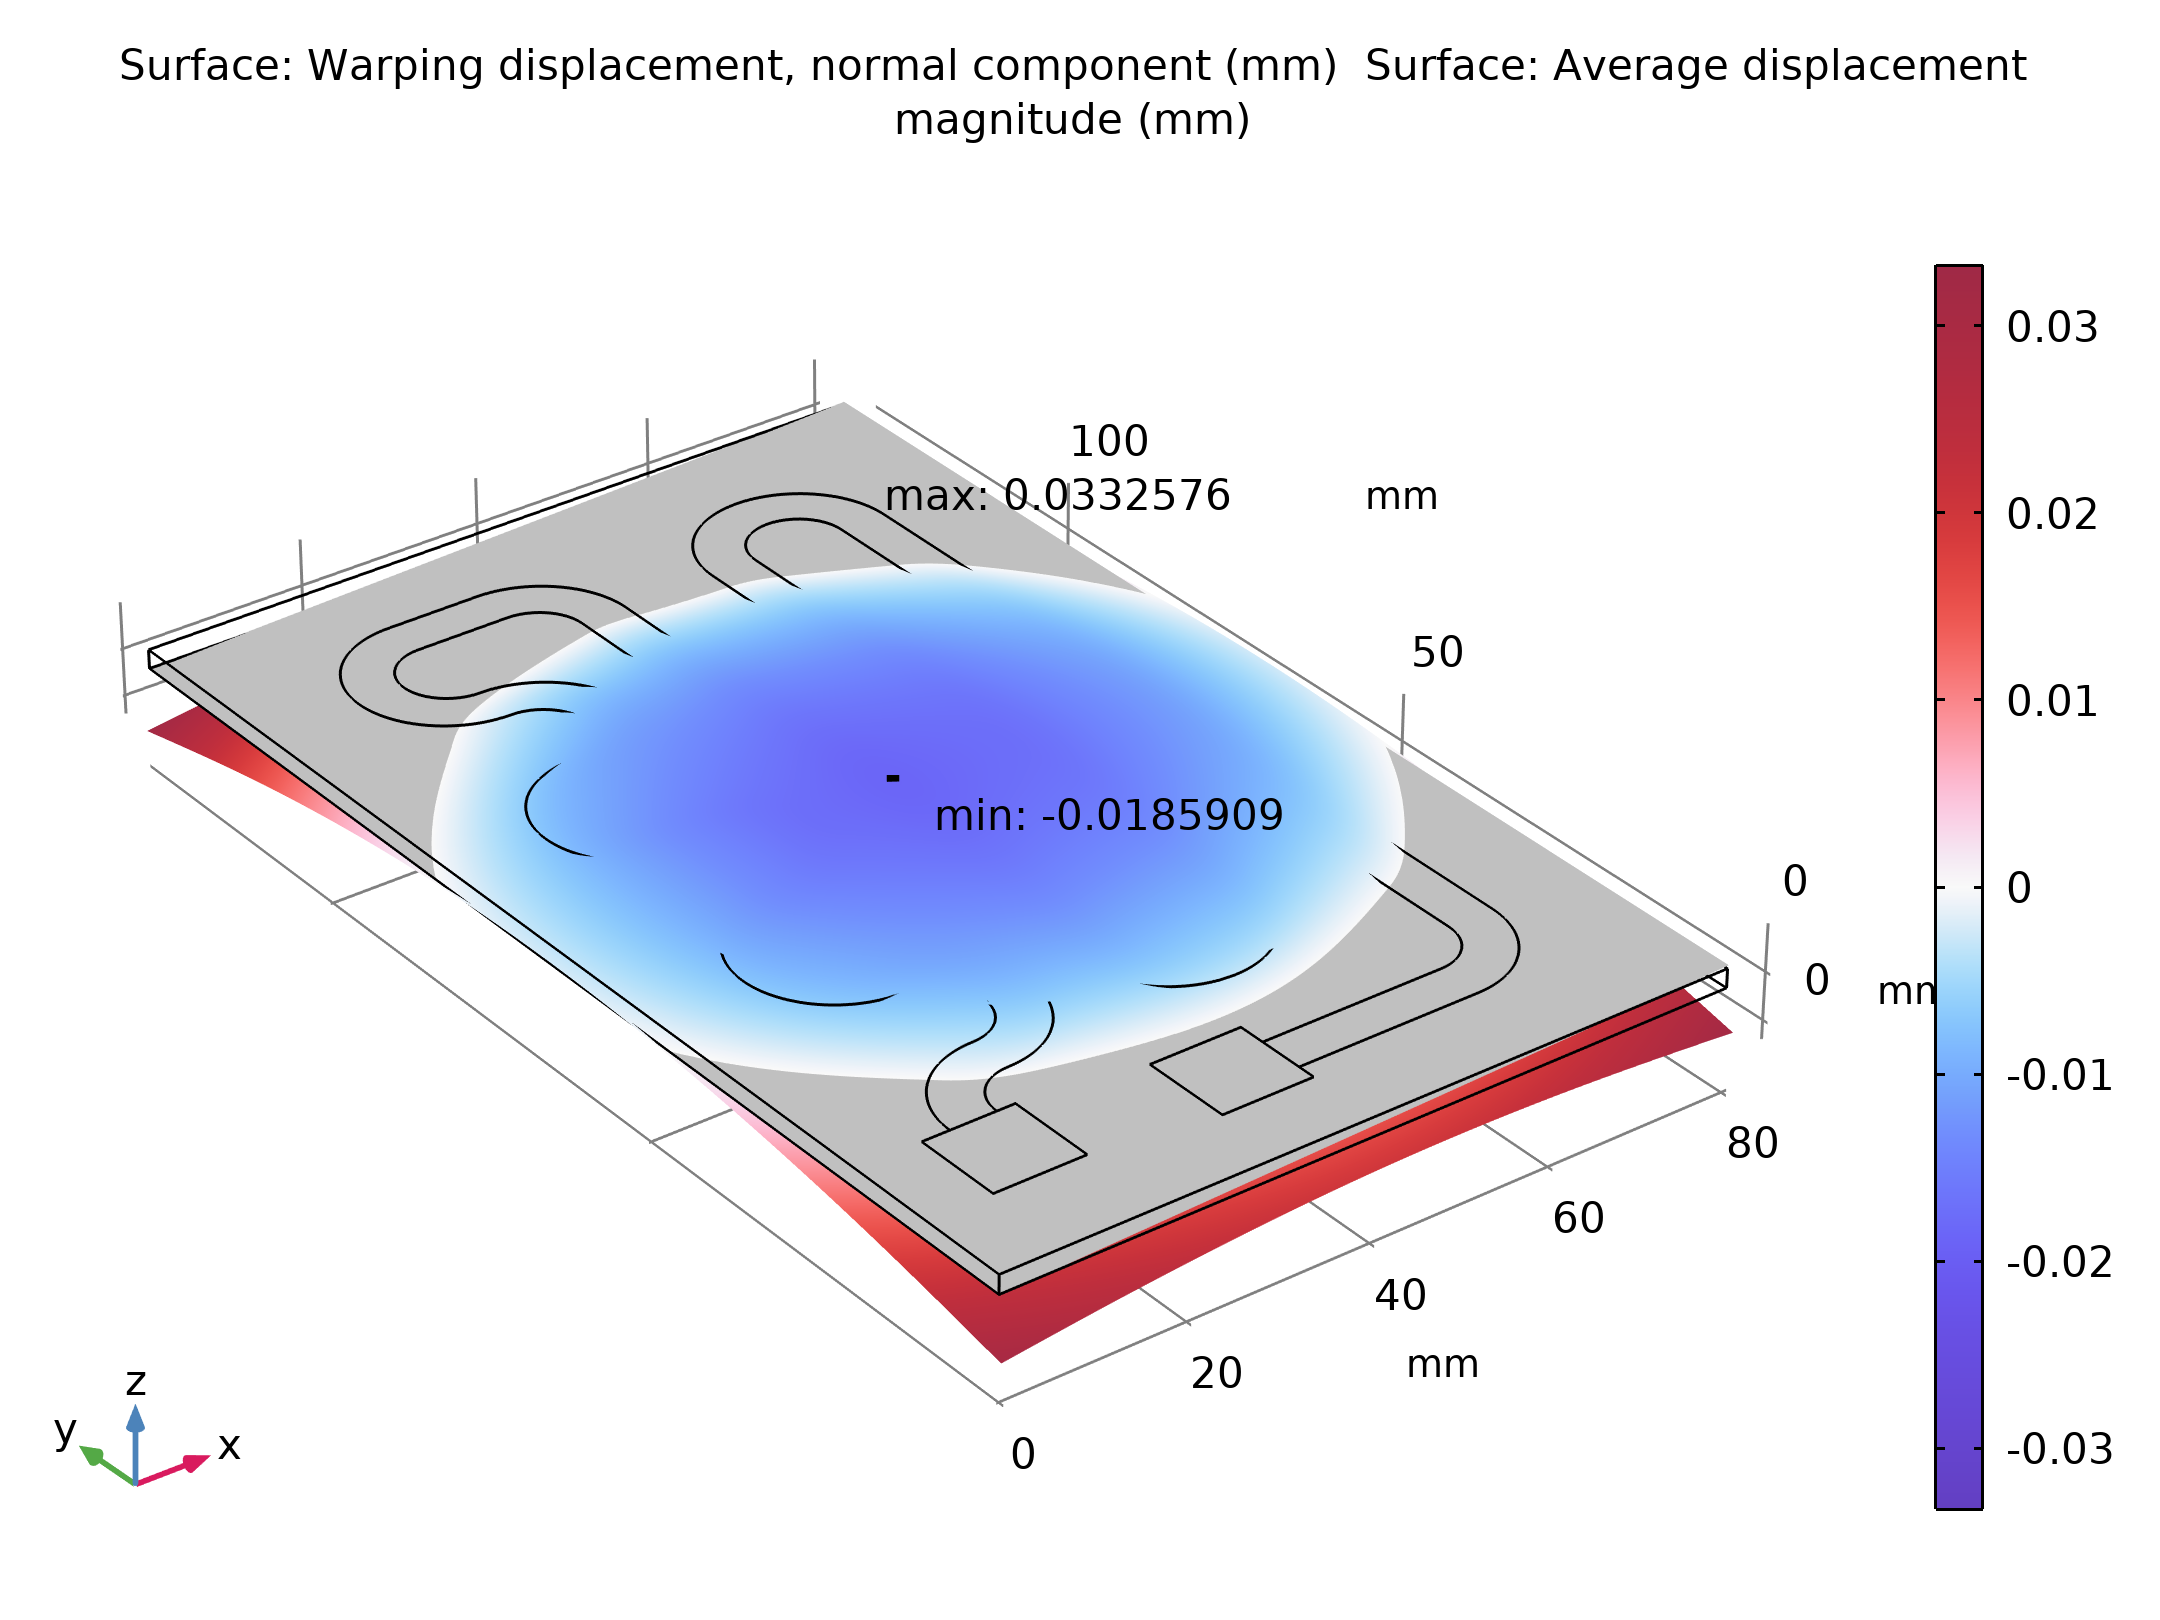 Surface: Warping displacement, normal component (mm)  Surface: Average displacement
magnitude (mm)
100
max: 0.0332576
mm
50
min: -0.0185909
0
0
mm
80
60
40
mm
20
0
z
y
x
0.03
0.02
0.01
0
-0.01
-0.02
-0.03